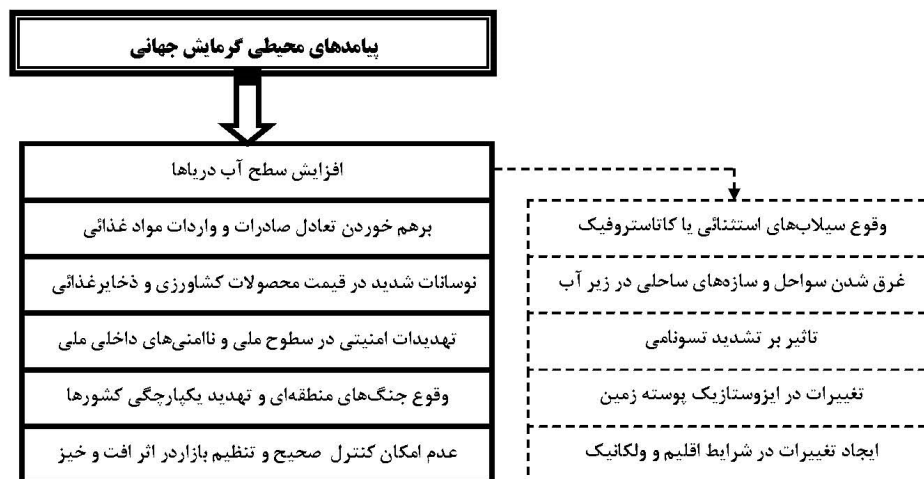 پیامدهای محیطی گرمایش جهانی
افزایش سطح آب دریاها
برهم خوردن تعادل صادرات و واردات مواد غذائی
نوسانات شدید در قیمت محصولات کشاورزی و ذخایرغذائی
تهدیدات امنیتی در سطوح ملی و ناامنی‌های داخلی ملی
وقوع جنگ‌های منطقه‌ای و تهدید یکپارچگی کشورها
عدم امکان کنترل صحیح و تنظیم بازاردر اثر افت و خیز
وقوع سیلاب‌های استثنائی یا کاتاستروفیک
غرق شدن سواحل و سازه‌های ساحلی در زیر آب
تاثیر بر تشدید تسونامی
تغییرات در ایزوستازیک پوسته زمین
ایجاد تغییرات در شرایط اقلیم و ولکانیک